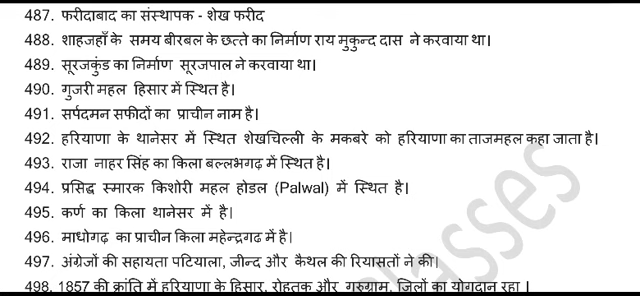 487. फरीदाबाद का संस्थापक - शेख फरीद
488. शाहजहाँ के समय बीरबल के छत्ते का निर्माण राय मुकुन्द दास ने करवाया था।
489. सूरजकुंड का निर्माण सूरजपाल ने करवाया था।
490. गुजरी महल हिसार में स्थित है।
491. सर्पदमन सफीदों का प्राचीन नाम है।
492. हरियाणा के थानेसर में स्थित शेखचिल्ली के मकबरे को हरियाणा का ताजमहल कहा जाता है।
493. राजा नाहर सिंह का किला बल्लभगढ़ में स्थित है।
494. प्रसिद्ध स्मारक किशोरी महल होडल (Palwal) में स्थित है।
495. कर्ण का किला थानेसर में है।
496. माधोगढ़ का प्राचीन किला महेन्द्रगढ में है।
497. अंग्रेजों की सहायता पटियाला, जीन्द और कैथल की रियासतों ने की।
498. 1857 की क्रांति में हरियाणा के हिसार, रोहतक और गुरुग्राम, जिलों का योगदान रहा ।